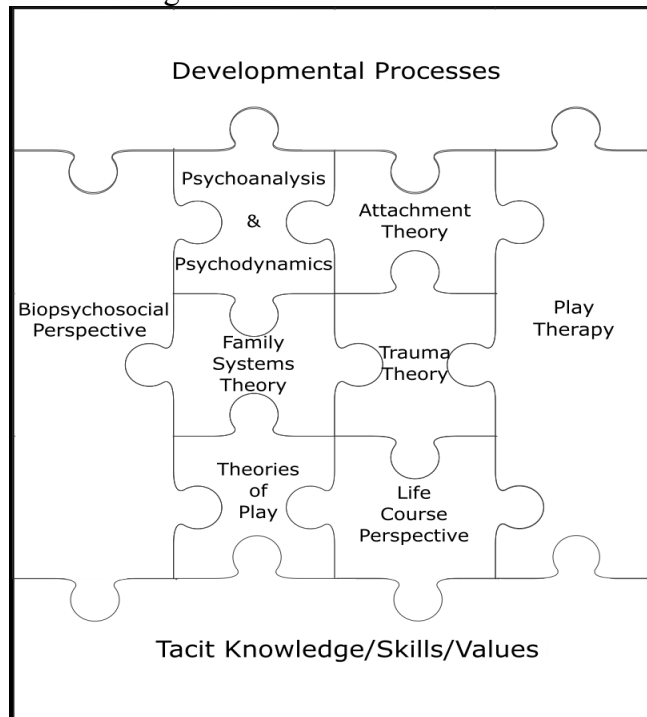 Developmental Processes
Psychoanalysis
&
Psychodynamics
Attachment
Theory
Biopsychosocial
Perspective
Family
Systems
Theory
Trauma
Theory
Play
Therapy
Theories
of
Play
Life
Course
Perspective
Tacit Knowledge/Skills/Values